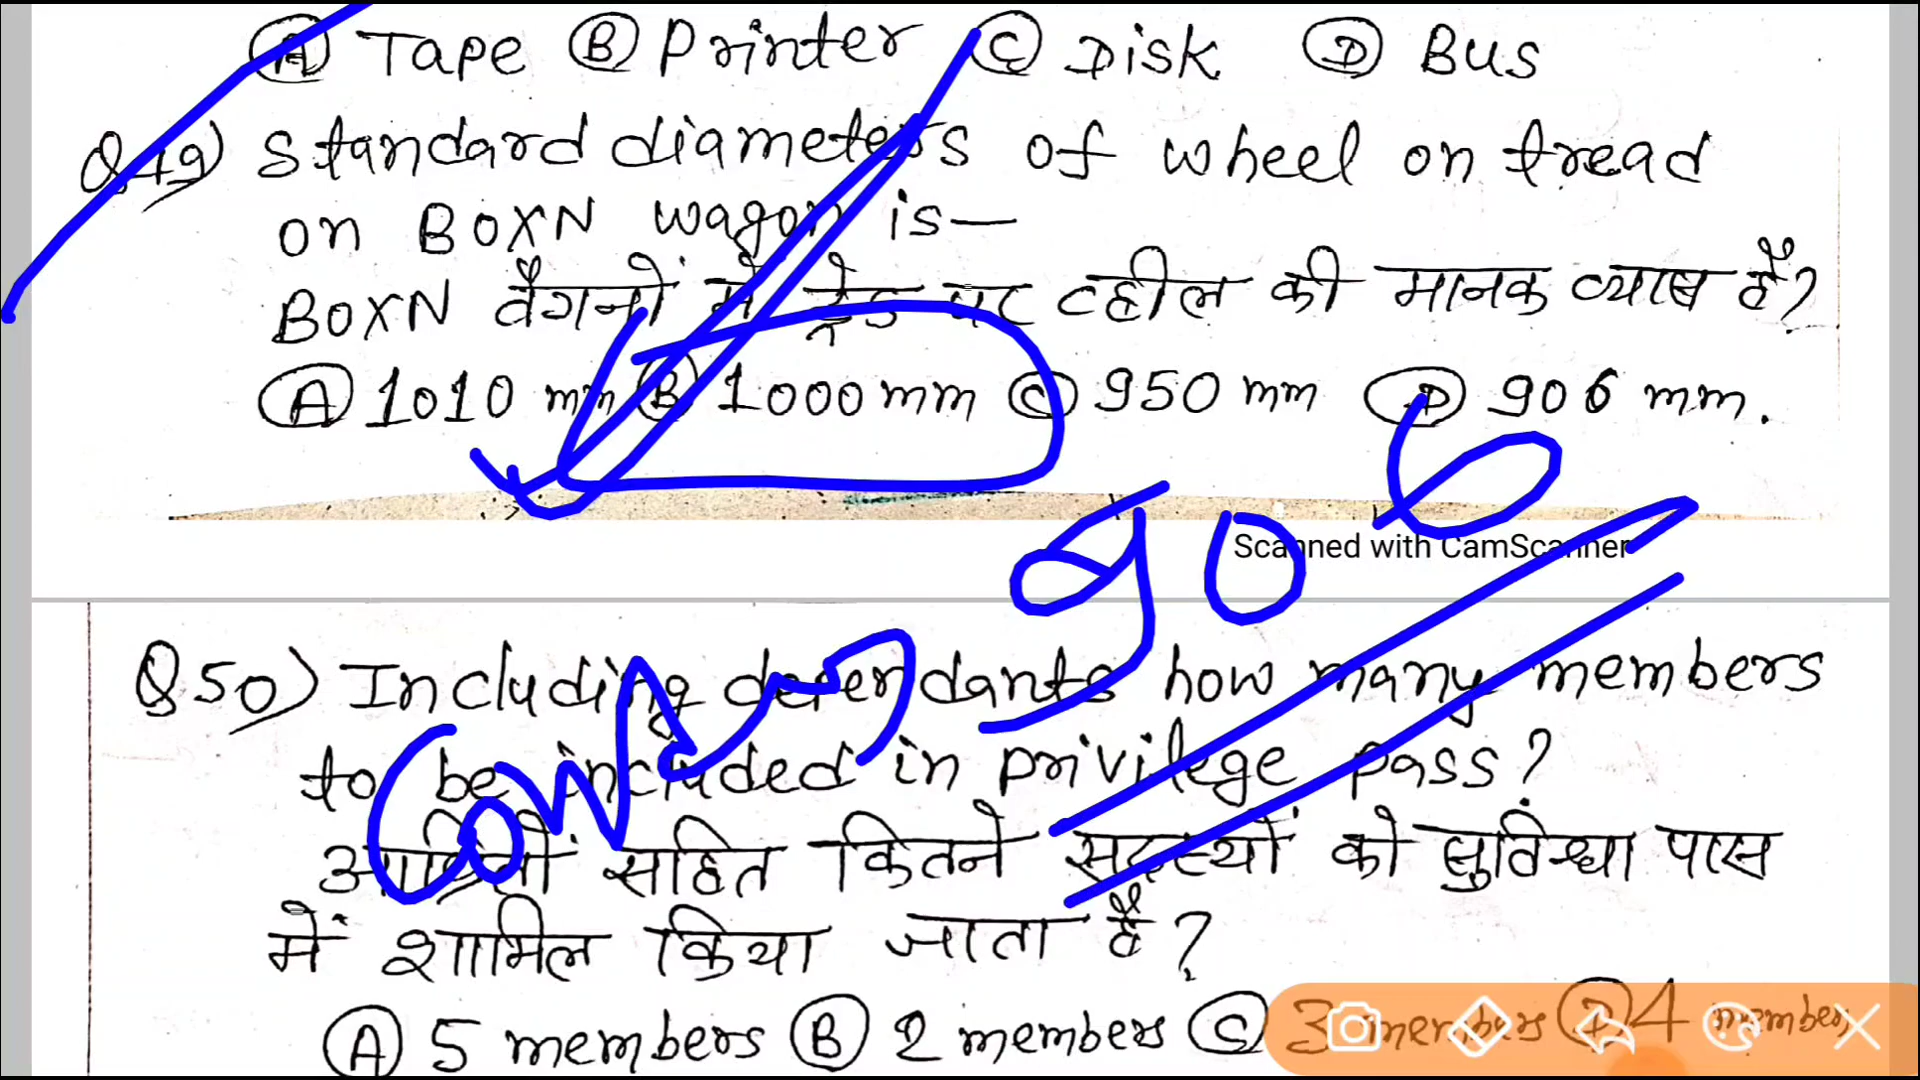 Ⓐ Tape Ⓑ Printer Ⓒ Disk Ⓓ Bus
Q.49) Standard diameters of wheel on tread
on BOXN wagon is—
BOXN वैगनों में ट्रेड पर व्हील की मानक व्यास है?
Ⓐ 1010 mm Ⓑ 1000 mm Ⓒ 950 mm Ⓓ 906 mm.
906
Scanned with CamScanner
Q50) Including dependants how many members
to be included in privilege pass?
आश्रितों सहित कितने सदस्यों को सुविधा पास
में शामिल किया जाता है?
Ⓐ 5 members Ⓑ 2 members Ⓒ 3 members Ⓓ 4 members